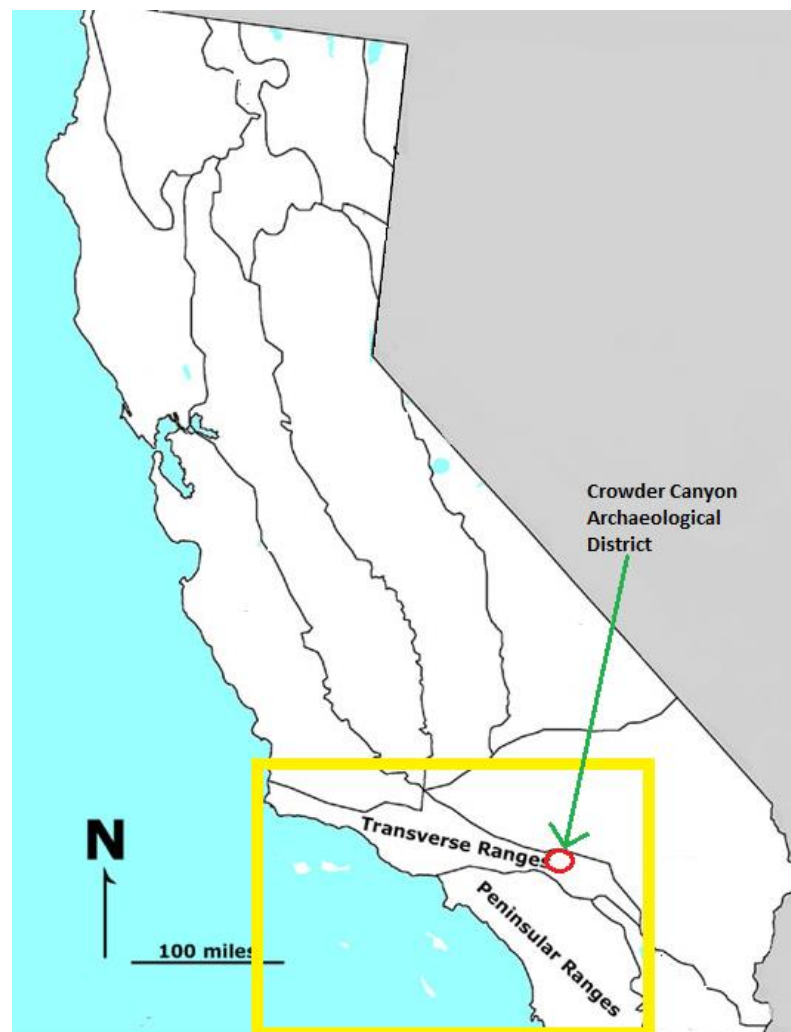 Crowder Canyon
Archaeological
District
Transverse Ranges
N
Peninsular Ranges
100 miles